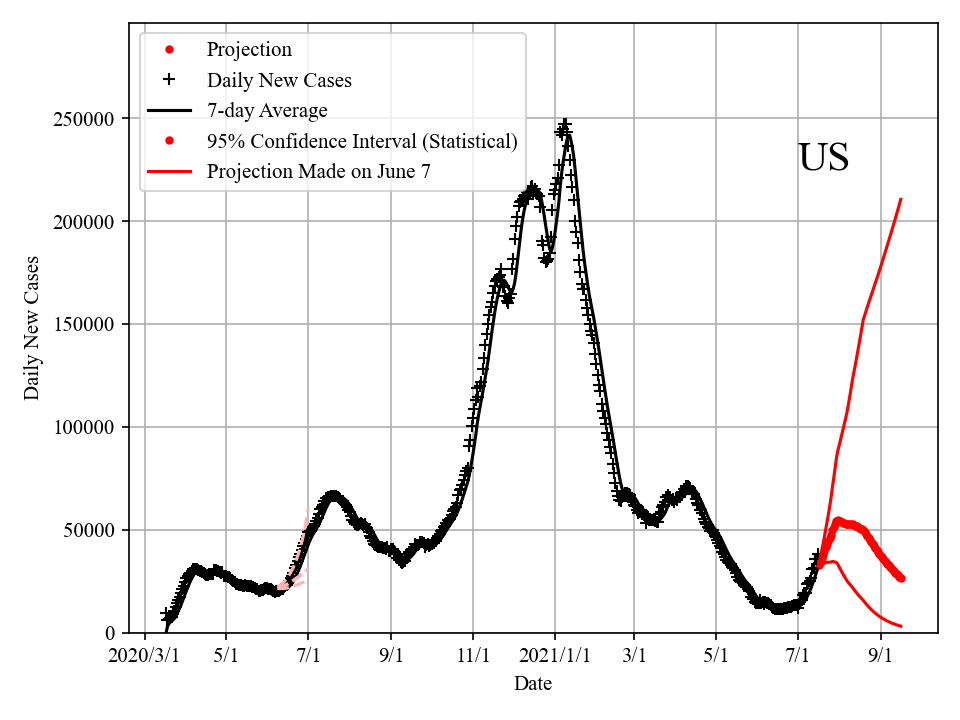 Projection
Daily New Cases
7-day Average
95% Confidence Interval (Statistical)
Projection Made on June 7
US
Daily New Cases
250000
200000
150000
100000
50000
0
2020/3/1 5/1 7/1 9/1 11/1 2021/1/1 3/1 5/1 7/1 9/1
Date